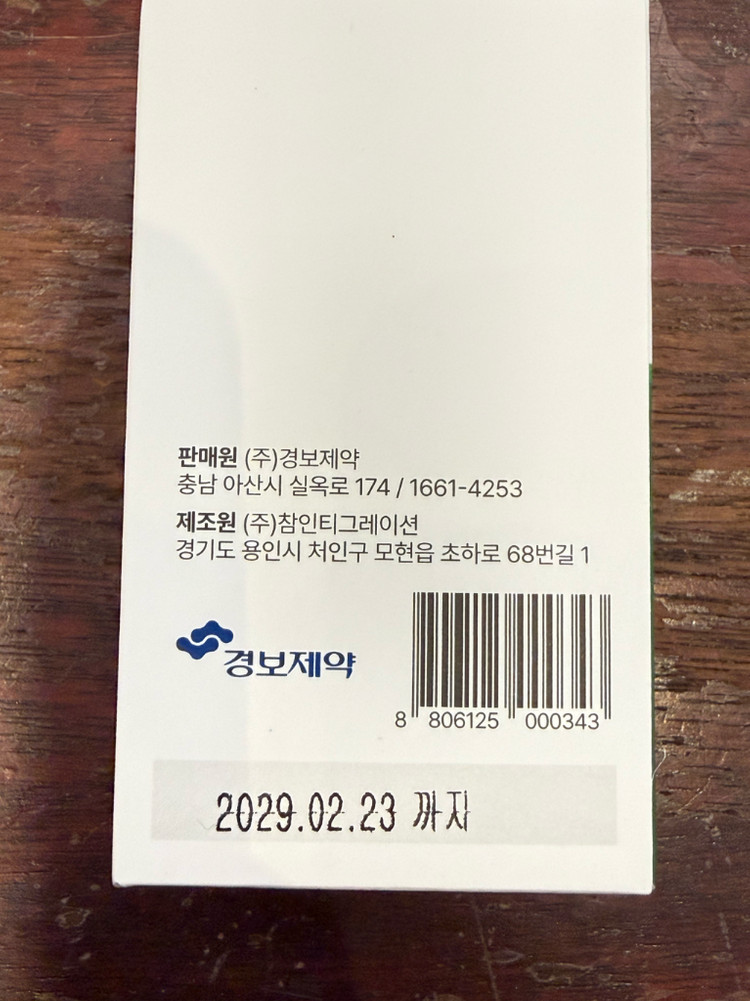 판매원 (주)경보제약
충남 아산시 실옥로 174 / 1661-4253
제조원 (주)참인티그레이션
경기도 용인시 처인구 모현읍 초하로 68번길 1
경보제약
8 806125 000343
2029.02.23 까지